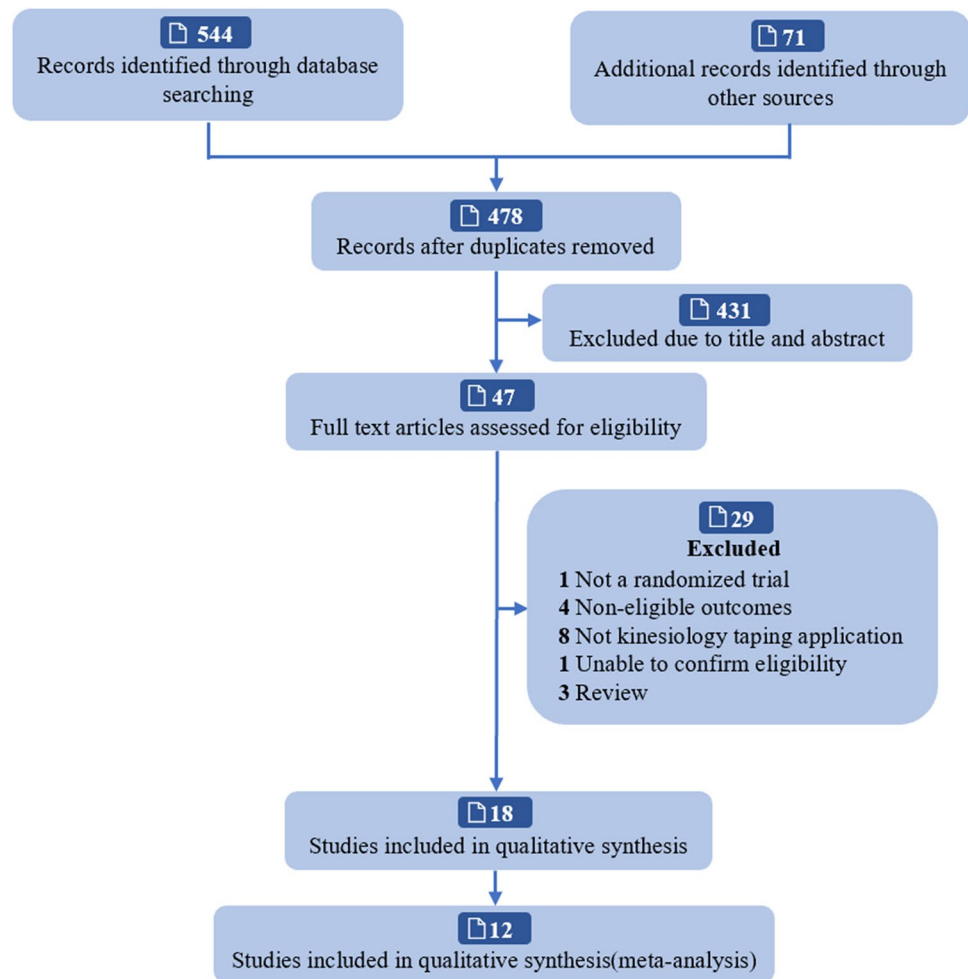 544
Records identified through database
searching
71
Additional records identified through
other sources
478
Records after duplicates removed
431
Excluded due to title and abstract
47
Full text articles assessed for eligibility
29
Excluded
1 Not a randomized trial
4 Non-eligible outcomes
8 Not kinesiology taping application
1 Unable to confirm eligibility
3 Review
18
Studies included in qualitative synthesis
12
Studies included in qualitative synthesis(meta-analysis)